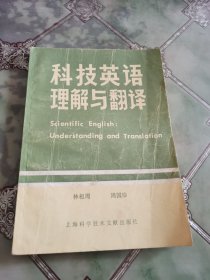 科技英语
理解与翻译
Scientific English:
Understanding and Translation
上海科学技术文献出版社